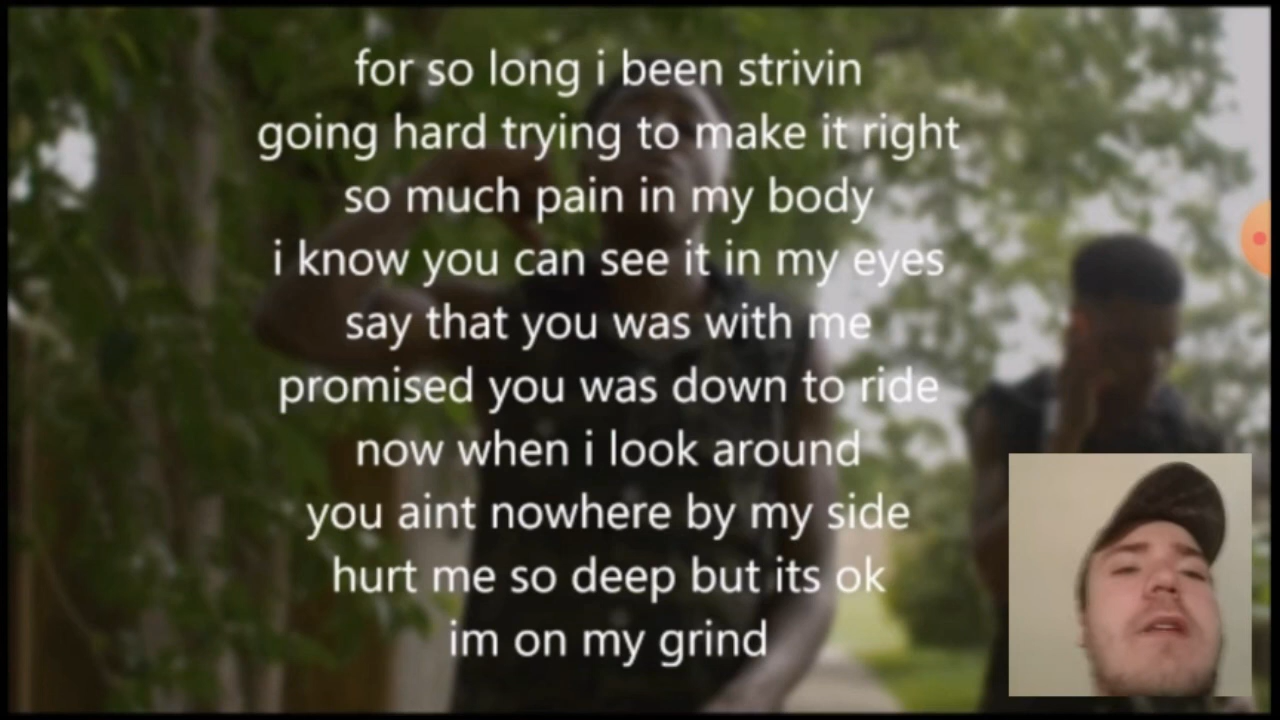 for so long i been strivin
going hard trying to make it right
so much pain in my body
i know you can see it in my eyes
say that you was with me
promised you was down to ride
now when i look around
you aint nowhere by my side
hurt me so deep but its ok
im on my grind